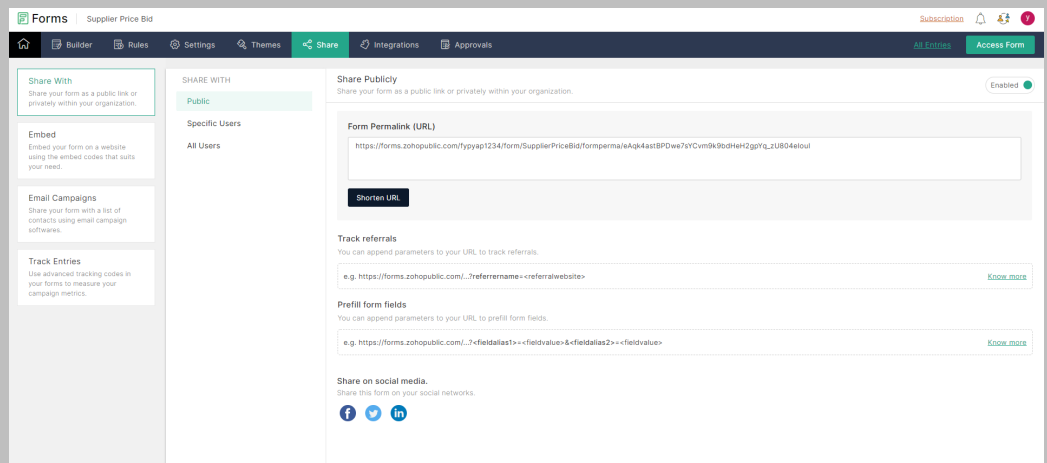 Forms
Supplier Price Bid
Subscription
Y
Builder
Rules
Settings
Themes
Share
Integrations
Approvals
All Entries
Access Form
Share With
Share your form as a public link or
privately within your organization.
Embed
Embed your form on a website
using the embed codes that suits
your need.
Email Campaigns
Share your form with a list of
contacts using email campaign
softwares.
Track Entries
Use advanced tracking codes in
your forms to measure your
campaign metrics.
SHARE WITH
Public
Specific Users
All Users
Share Publicly
Share your form as a public link or privately within your organization.
Enabled
Form Permalink (URL)
https://forms.zohopublic.com/fypyap1234/form/SupplierPriceBid/formperma/eAqk4astBPDwe7sYCvm9k9bdHeH2gpYq_zU804eIouI
Shorten URL
Track referrals
You can append parameters to your URL to track referrals.
e.g. https://forms.zohopublic.com/...?referrername=<referralwebsite>
Know more
Prefill form fields
You can append parameters to your URL to prefill form fields.
e.g. https://forms.zohopublic.com/...?<fieldalias1>=<fieldvalue>&<fieldalias2>=<fieldvalue>
Know more
Share on social media.
Share this form on your social networks.